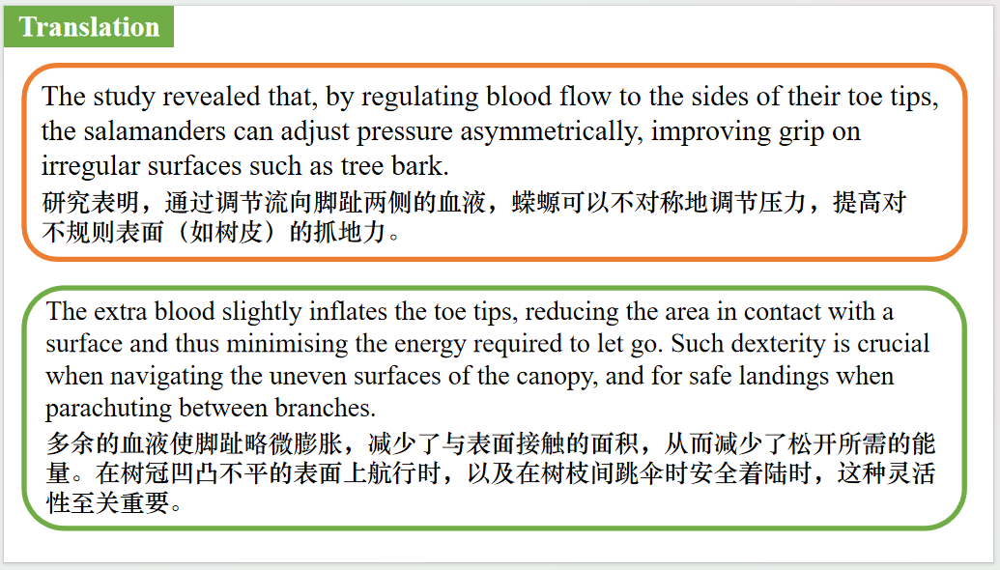 Translation
The study revealed that, by regulating blood flow to the sides of their toe tips,
the salamanders can adjust pressure asymmetrically, improving grip on
irregular surfaces such as tree bark.
研究表明，通过调节流向脚趾两侧的血液，蝾螈可以不对称地调节压力，提高对
不规则表面（如树皮）的抓地力。
The extra blood slightly inflates the toe tips, reducing the area in contact with a
surface and thus minimising the energy required to let go. Such dexterity is crucial
when navigating the uneven surfaces of the canopy, and for safe landings when
parachuting between branches.
多余的血液使脚趾略微膨胀，减少了与表面接触的面积，从而减少了松开所需的能
量。在树冠凹凸不平的表面上航行时，以及在树枝间跳伞时安全着陆时，这种灵活
性至关重要。